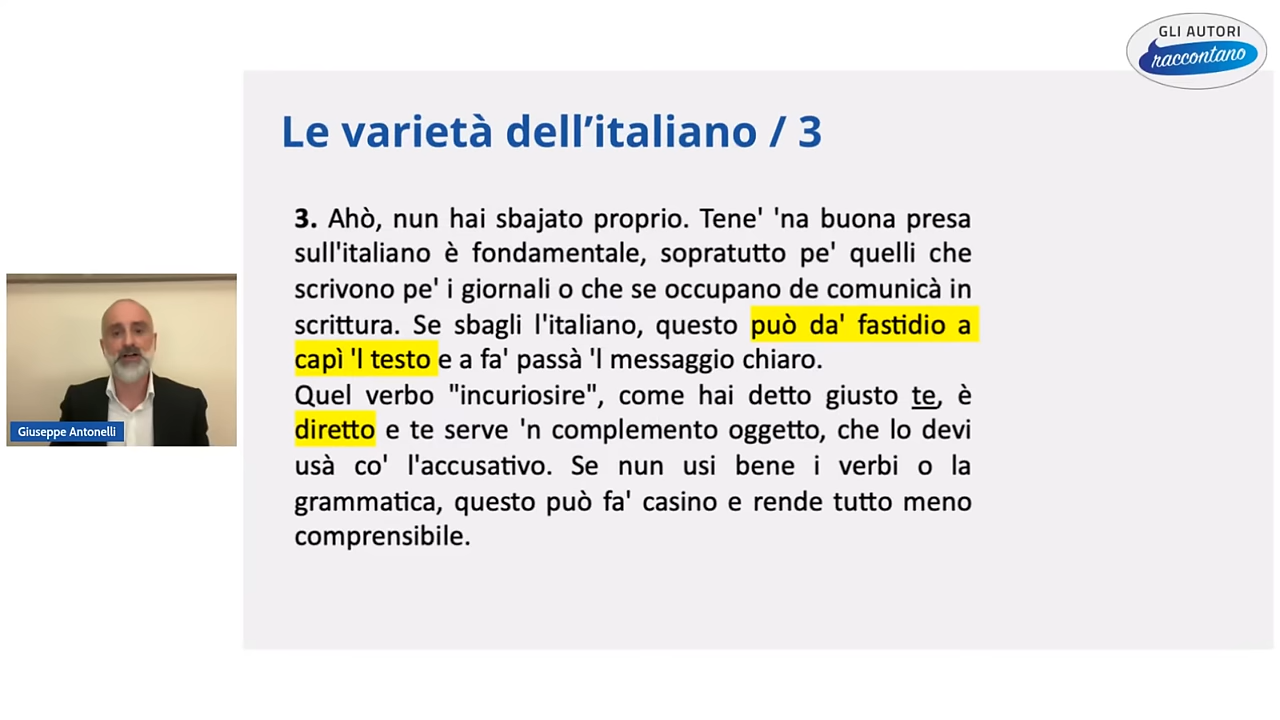 GLI AUTORI
raccontano
Le varietà dell’italiano / 3
3. Ahò, nun hai sbajato proprio. Tene' 'na buona presa
sull'italiano è fondamentale, sopratutto pe' quelli che
scrivono pe' i giornali o che se occupano de comunicà in
scrittura. Se sbagli l'italiano, questo può da' fastidio a
capì 'l testo e a fa' passà 'l messaggio chiaro.
Quel verbo "incuriosire", come hai detto giusto te, è
diretto e te serve 'n complemento oggetto, che lo devi
usà co' l'accusativo. Se nun usi bene i verbi o la
grammatica, questo può fa' casino e rende tutto meno
comprensibile.
Giuseppe Antonelli